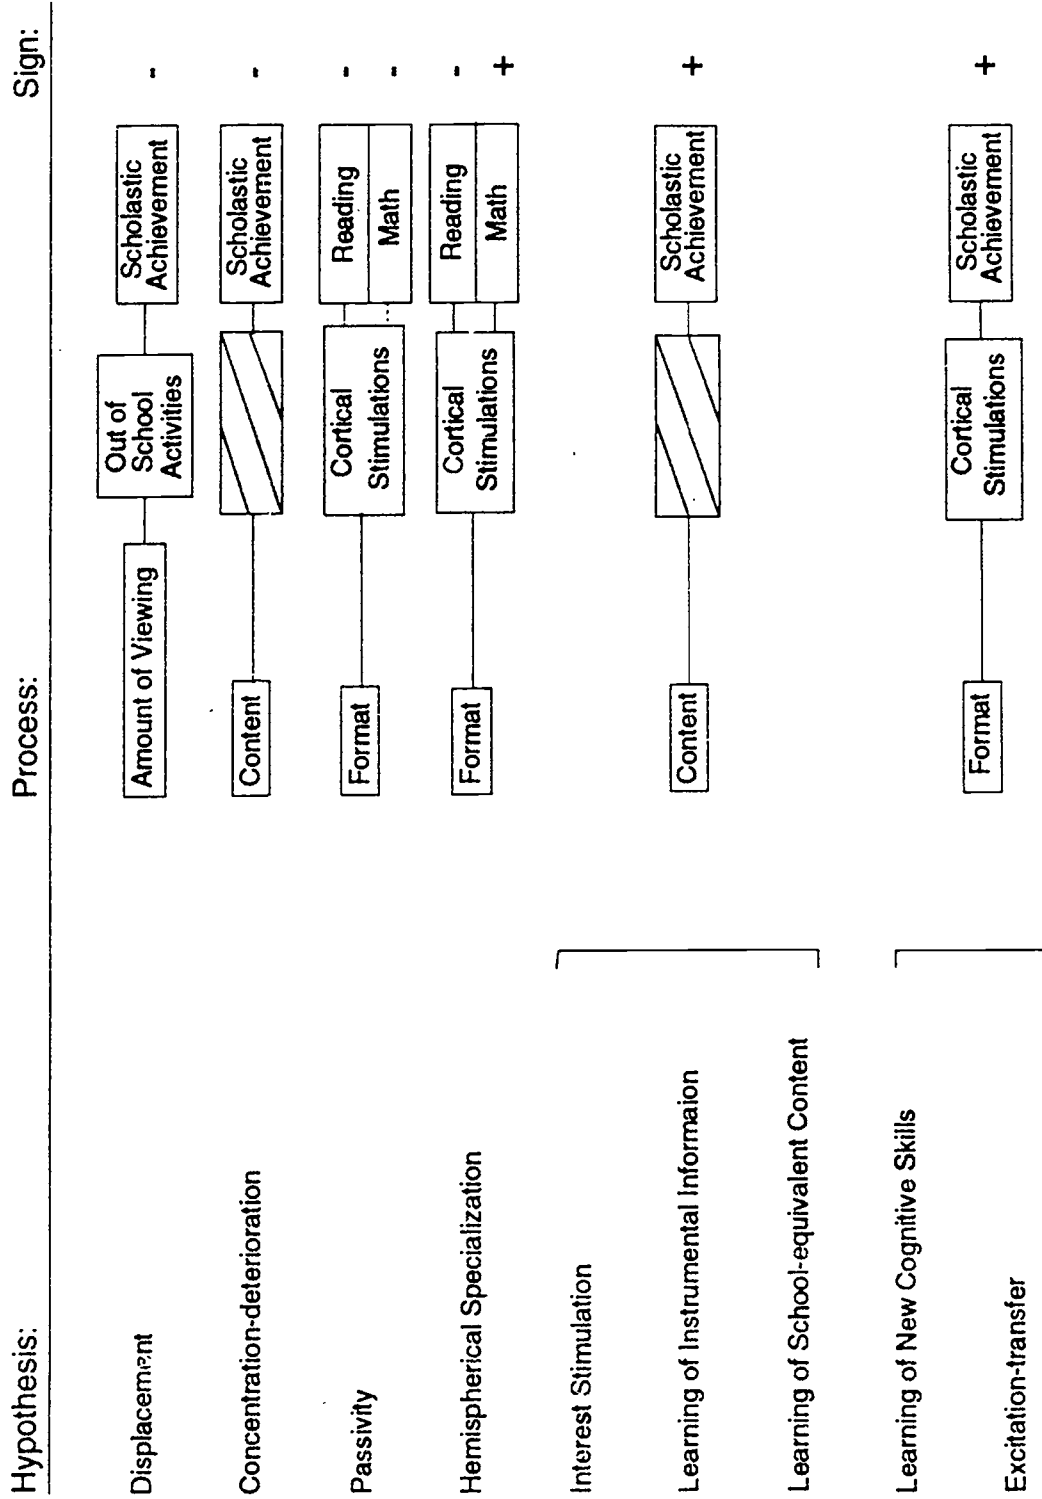 Hypothesis:
Process:
Sign:
Displacement
Amount of Viewing
Out of
School
Activities
Scholastic
Achievement
-
Concentration-deterioration
Content
Scholastic
Achievement
-
Passivity
Format
Cortical
Stimulations
Reading
Math
-
-
Hemispherical Specialization
Format
Cortical
Stimulations
Reading
Math
-
+
Interest Stimulation
Learning of Instrumental Informaion
Learning of School-equivalent Content
Content
Scholastic
Achievement
+
Learning of New Cognitive Skills
Excitation-transfer
Format
Cortical
Stimulations
Scholastic
Achievement
+